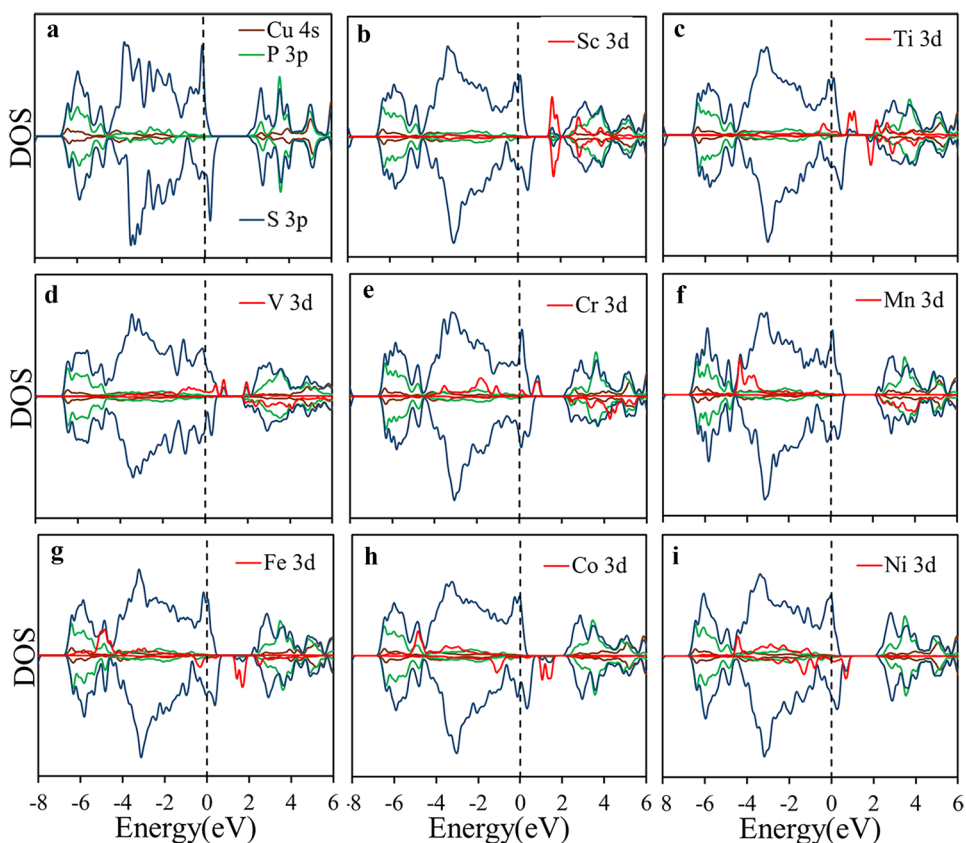 a
Cu 4s
P 3p
S 3p
b
Sc 3d
c
Ti 3d
DOS
d
V 3d
e
Cr 3d
f
Mn 3d
DOS
g
Fe 3d
h
Co 3d
i
Ni 3d
DOS
-8 -6 -4 -2 0 2 4 6
-8 -6 -4 -2 0 2 4 6
-8 -6 -4 -2 0 2 4 6
Energy(eV)
Energy(eV)
Energy(eV)